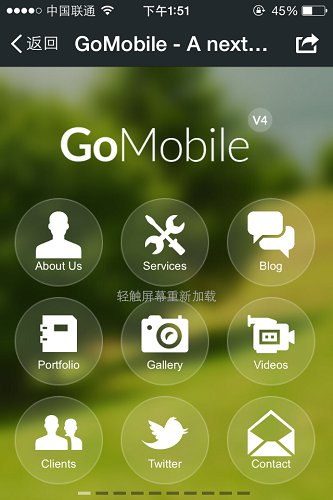 中国联通 下午1:51 45%
返回 GoMobile - A next...
GoMobile V4
About Us Services Blog
轻触屏幕重新加载
Portfolio Gallery Videos
Clients Twitter Contact